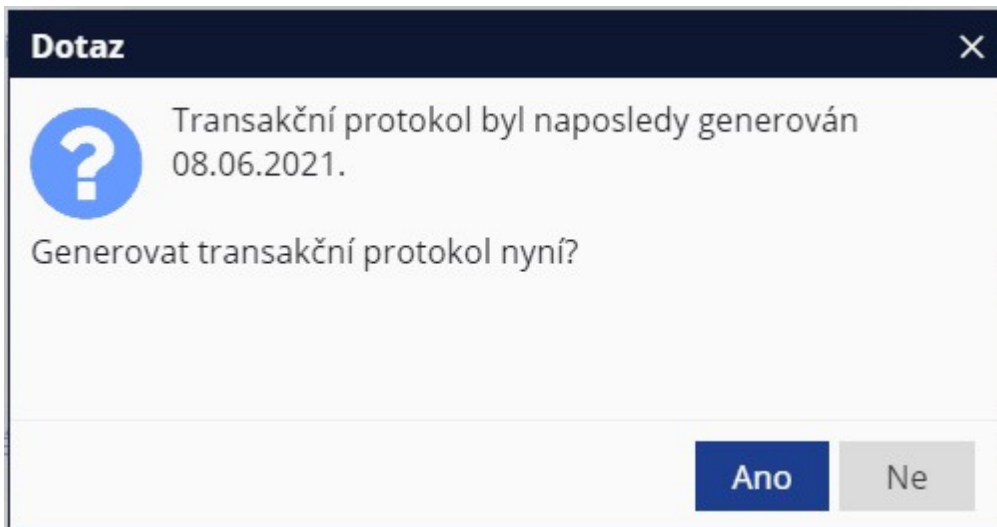 Dotaz
Transakční protokol byl naposledy generován
08.06.2021.
Generovat transakční protokol nyní?
Ano
Ne